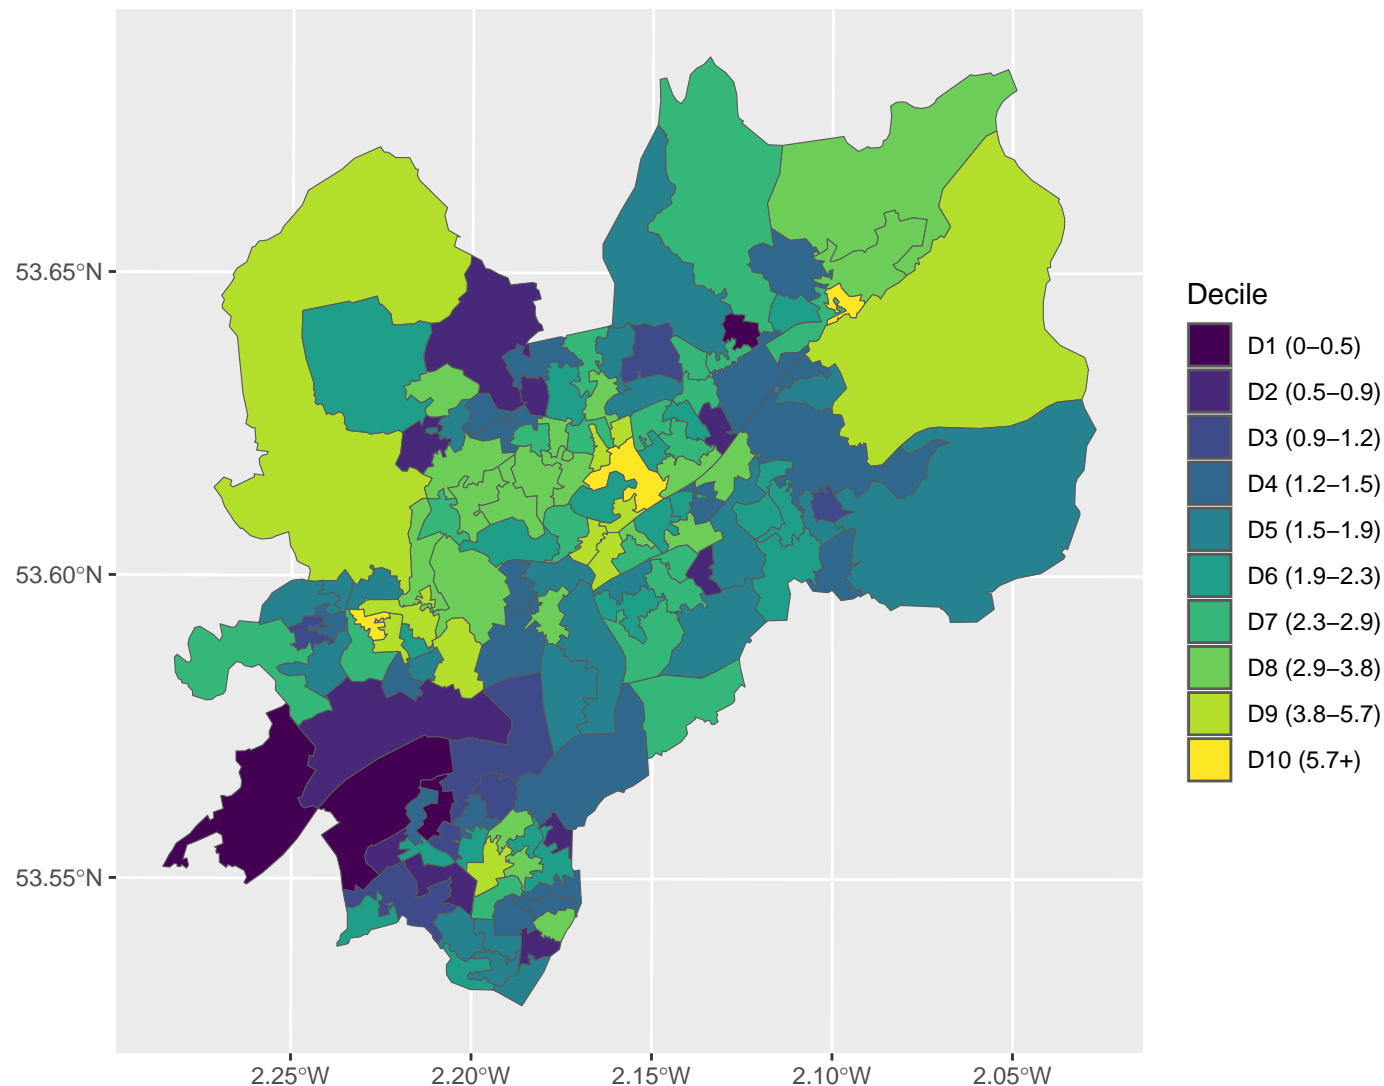 53.65°N
53.60°N
53.55°N
2.25°W
2.20°W
2.15°W
2.10°W
2.05°W
Decile
D1 (0–0.5)
D2 (0.5–0.9)
D3 (0.9–1.2)
D4 (1.2–1.5)
D5 (1.5–1.9)
D6 (1.9–2.3)
D7 (2.3–2.9)
D8 (2.9–3.8)
D9 (3.8–5.7)
D10 (5.7+)